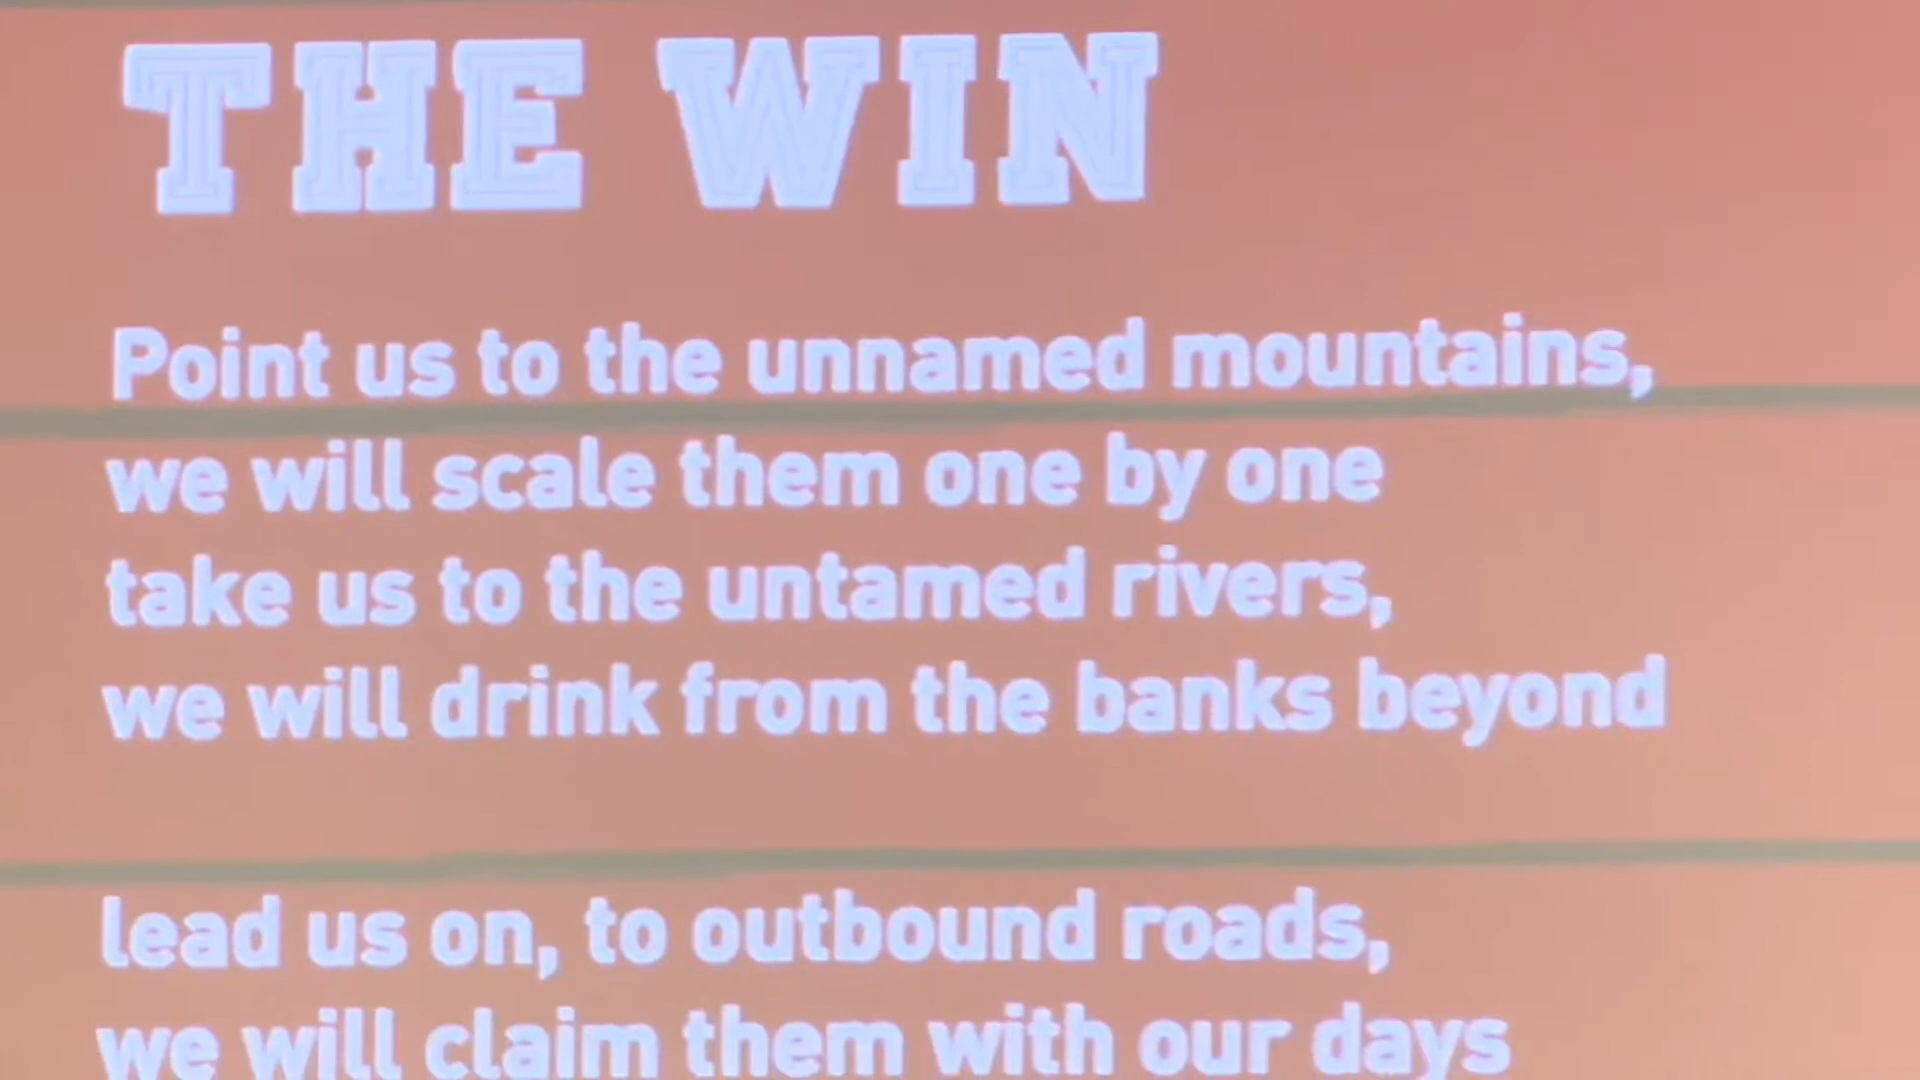 THE WIN
Point us to the unnamed mountains,
we will scale them one by one
take us to the untamed rivers,
we will drink from the banks beyond
lead us on, to outbound roads,
we will claim them with our days